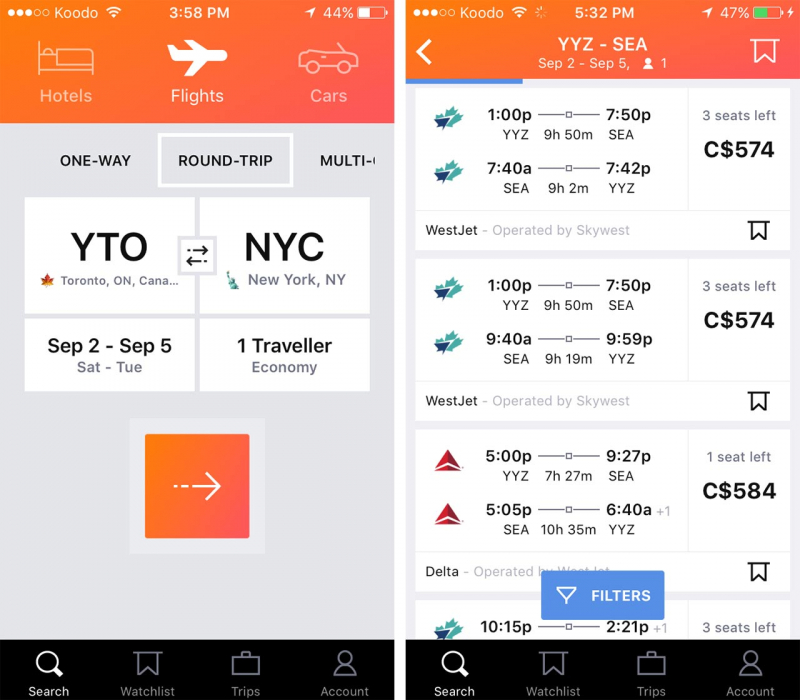 Koodo 3:58 PM 44%
Hotels Flights Cars
ONE-WAY ROUND-TRIP MULTI-
YTO NYC
Toronto, ON, Cana... New York, NY
Sep 2 - Sep 5 1 Traveller
Sat - Tue Economy
Search Watchlist Trips Account
Koodo 5:32 PM 47%
YYZ - SEA
Sep 2 - Sep 5, 1
1:00p 7:50p 3 seats left
YYZ 9h 50m SEA C$574
7:40a 7:42p
SEA 9h 2m YYZ
WestJet - Operated by Skywest
1:00p 7:50p 3 seats left
YYZ 9h 50m SEA C$574
9:40a 9:59p
SEA 9h 19m YYZ
WestJet - Operated by Skywest
5:00p 9:27p 1 seat left
YYZ 7h 27m SEA C$584
5:05p 6:40a +1
SEA 10h 35m YYZ
Delta - Operated by WestJet
FILTERS
10:15p 2:21p +1 3 seats left
Search Watchlist Trips Account